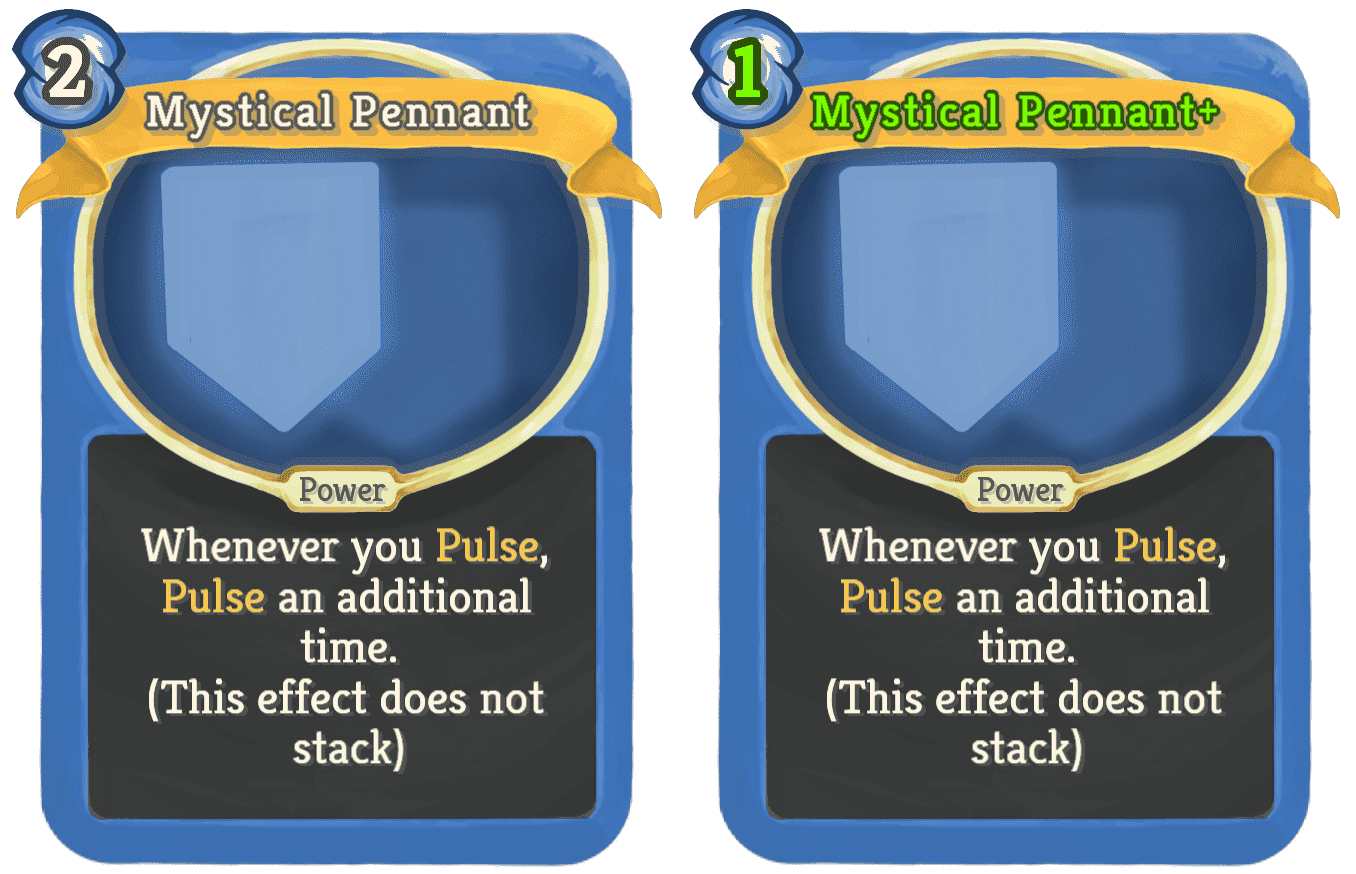 2
Mystical Pennant
Power
Whenever you Pulse,
Pulse an additional
time.
(This effect does not
stack)
1
Mystical Pennant+
Power
Whenever you Pulse,
Pulse an additional
time.
(This effect does not
stack)